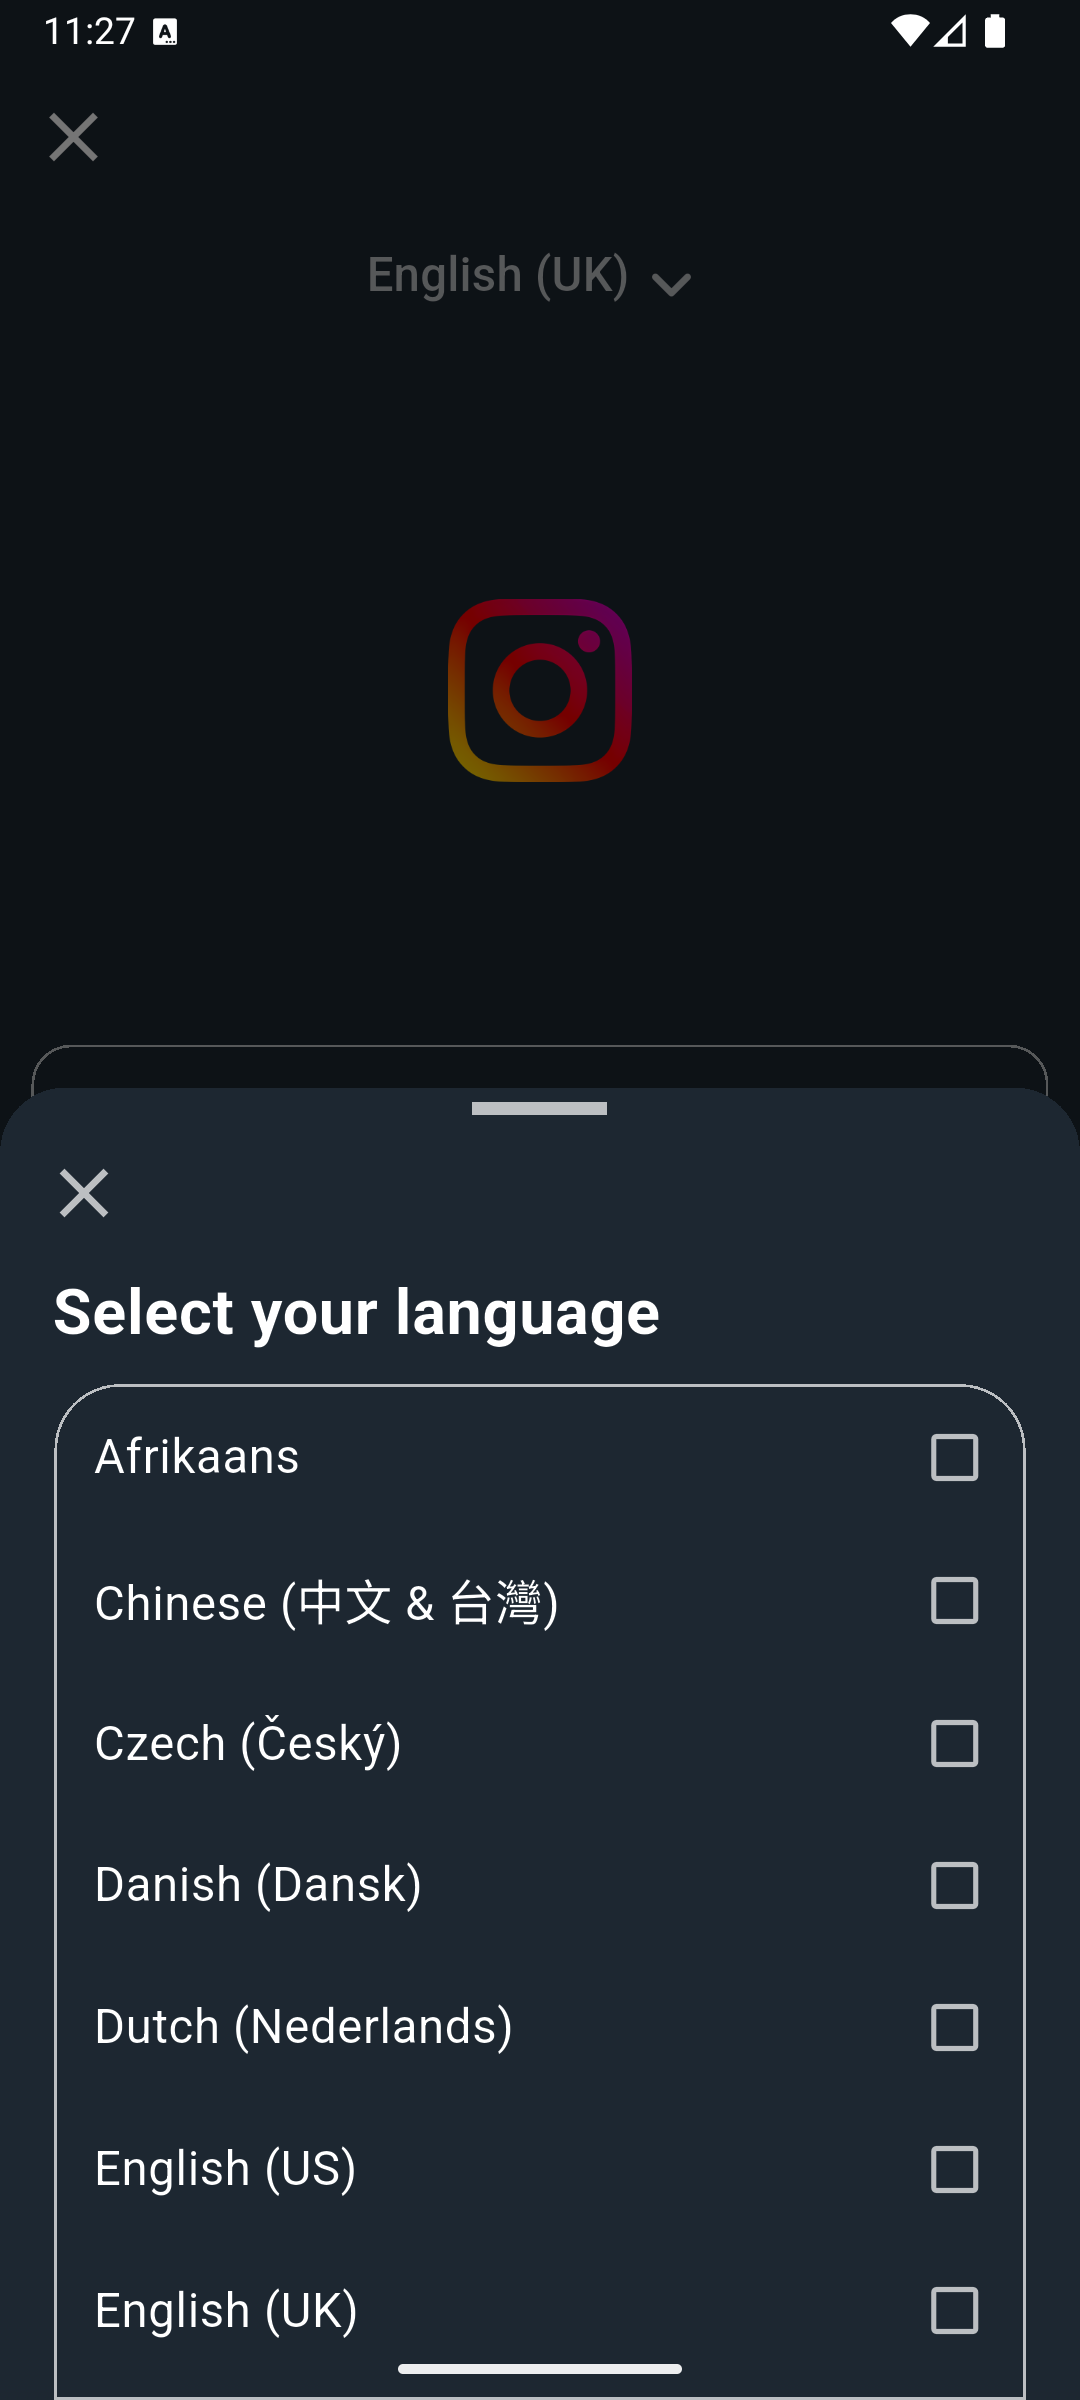 11:27
English (UK)
Select your language
Afrikaans
Chinese (中文 & 台灣)
Czech (Český)
Danish (Dansk)
Dutch (Nederlands)
English (US)
English (UK)